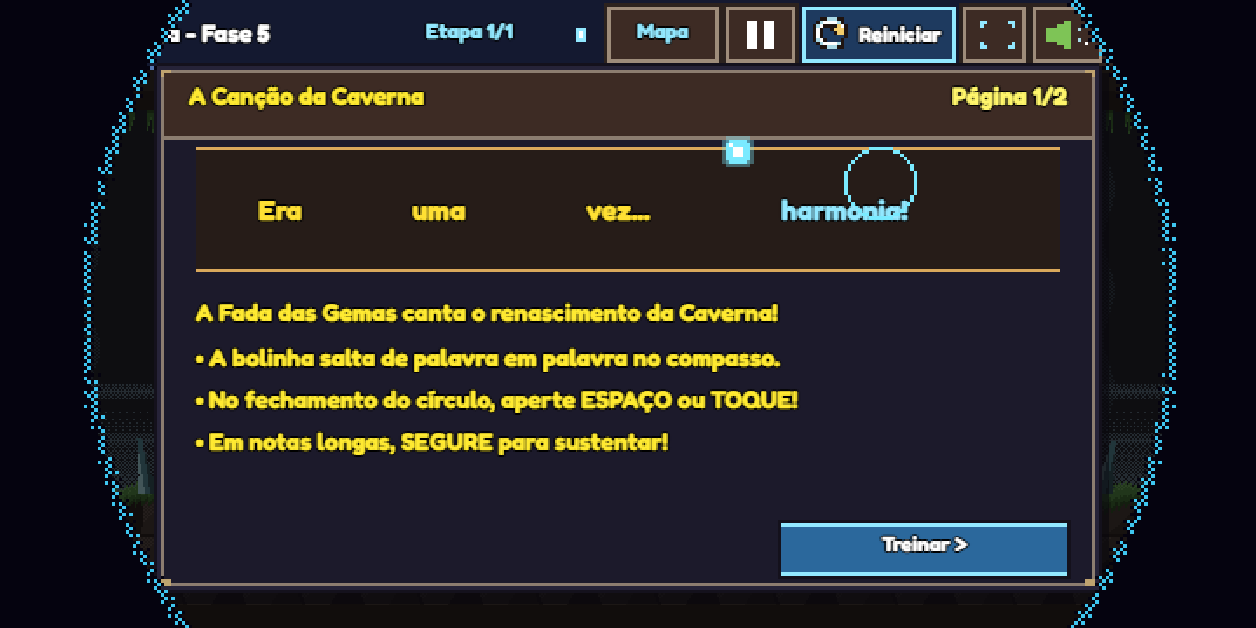 a - Fase 5
Etapa 1/1
Mapa
Reiniciar
A Canção da Caverna
Página 1/2
Era uma vez... harmonia!
A Fada das Gemas canta o renascimento da Caverna!
• A bolinha salta de palavra em palavra no compasso.
• No fechamento do círculo, aperte ESPAÇO ou TOQUE!
• Em notas longas, SEGURE para sustentar!
Treinar >